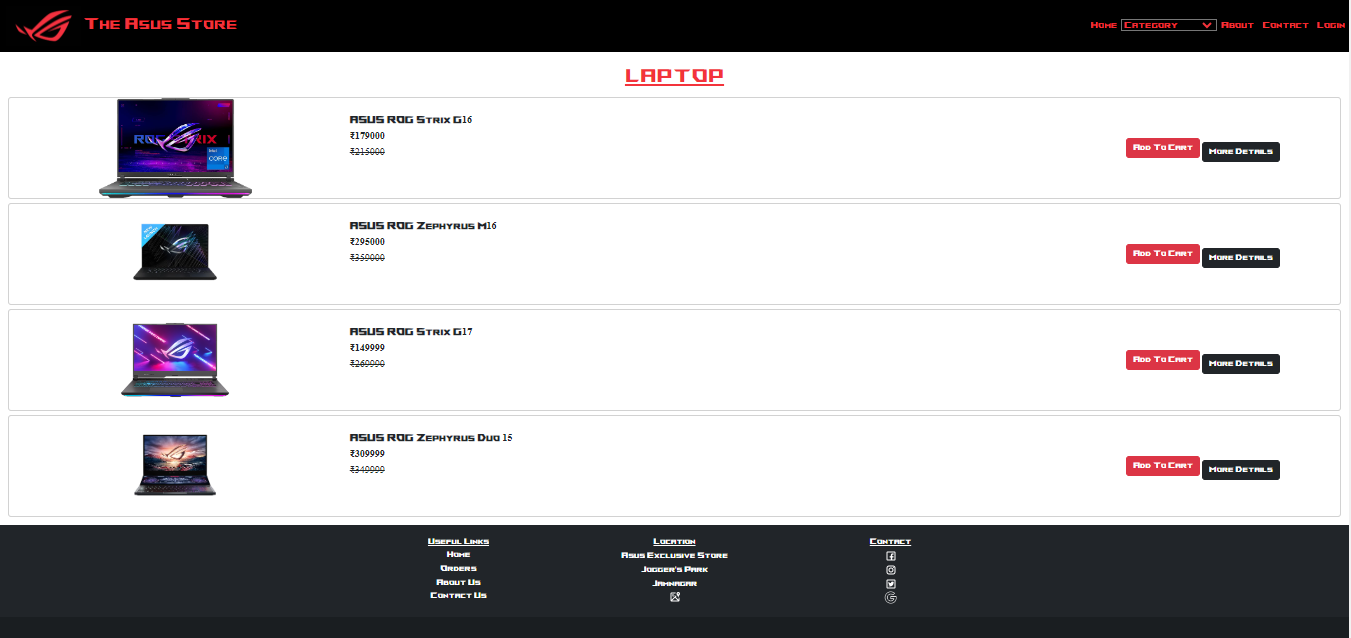 The Asus Store
Home CATEGORY About Contact Login
LAPTOP
ASUS ROG Strix G16
₹179000
₹215000
Add To Cart More Details
ASUS ROG Zephyrus M16
₹295000
₹359000
Add To Cart More Details
ASUS ROG Strix G17
₹149999
₹269990
Add To Cart More Details
ASUS ROG Zephyrus Duo 15
₹309999
₹349999
Add To Cart More Details
Useful Links
Home
Orders
About Us
Contact Us
Location
Asus Exclusive Store
Jogger's Park
Jamnagar
Contact